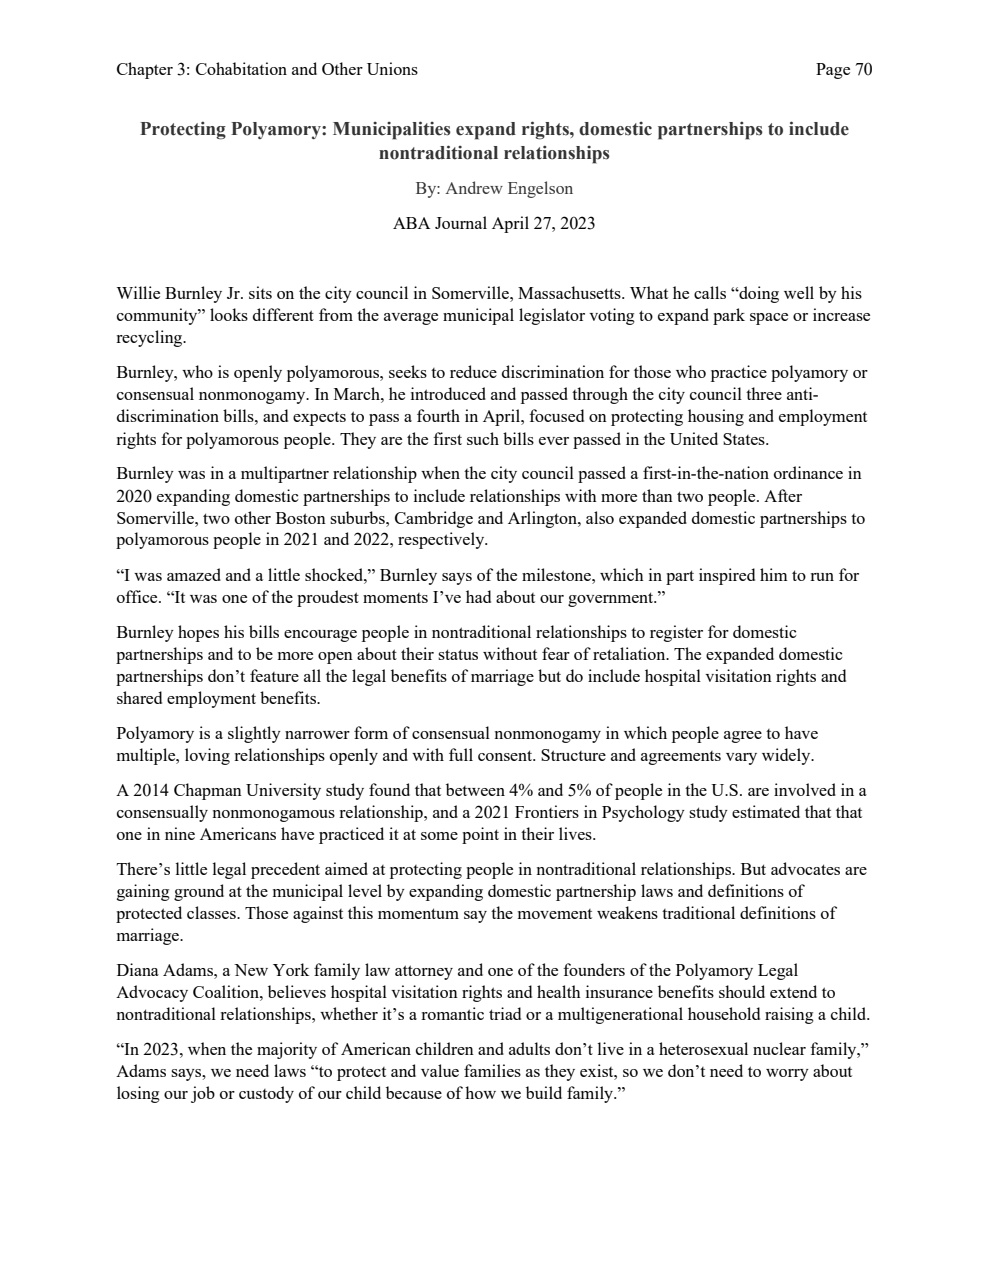 Chapter 3: Cohabitation and Other Unions Page 70
Protecting Polyamory: Municipalities expand rights, domestic partnerships to include
nontraditional relationships
By: Andrew Engelson
ABA Journal April 27, 2023
Willie Burnley Jr. sits on the city council in Somerville, Massachusetts. What he calls “doing well by his
community” looks different from the average municipal legislator voting to expand park space or increase
recycling.
Burnley, who is openly polyamorous, seeks to reduce discrimination for those who practice polyamory or
consensual nonmonogamy. In March, he introduced and passed through the city council three anti-
discrimination bills, and expects to pass a fourth in April, focused on protecting housing and employment
rights for polyamorous people. They are the first such bills ever passed in the United States.
Burnley was in a multipartner relationship when the city council passed a first-in-the-nation ordinance in
2020 expanding domestic partnerships to include relationships with more than two people. After
Somerville, two other Boston suburbs, Cambridge and Arlington, also expanded domestic partnerships to
polyamorous people in 2021 and 2022, respectively.
“I was amazed and a little shocked,” Burnley says of the milestone, which in part inspired him to run for
office. “It was one of the proudest moments I’ve had about our government.”
Burnley hopes his bills encourage people in nontraditional relationships to register for domestic
partnerships and to be more open about their status without fear of retaliation. The expanded domestic
partnerships don’t feature all the legal benefits of marriage but do include hospital visitation rights and
shared employment benefits.
Polyamory is a slightly narrower form of consensual nonmonogamy in which people agree to have
multiple, loving relationships openly and with full consent. Structure and agreements vary widely.
A 2014 Chapman University study found that between 4% and 5% of people in the U.S. are involved in a
consensually nonmonogamous relationship, and a 2021 Frontiers in Psychology study estimated that that
one in nine Americans have practiced it at some point in their lives.
There’s little legal precedent aimed at protecting people in nontraditional relationships. But advocates are
gaining ground at the municipal level by expanding domestic partnership laws and definitions of
protected classes. Those against this momentum say the movement weakens traditional definitions of
marriage.
Diana Adams, a New York family law attorney and one of the founders of the Polyamory Legal
Advocacy Coalition, believes hospital visitation rights and health insurance benefits should extend to
nontraditional relationships, whether it’s a romantic triad or a multigenerational household raising a child.
“In 2023, when the majority of American children and adults don’t live in a heterosexual nuclear family,”
Adams says, we need laws “to protect and value families as they exist, so we don’t need to worry about
losing our job or custody of our child because of how we build family.”